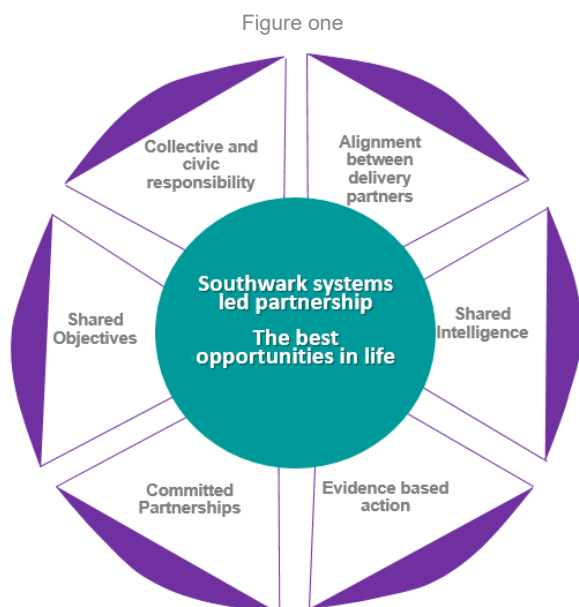 Figure one
Collective and
civic
responsibility
Alignment
between
delivery
partners
Southwark systems
led partnership
The best
opportunities in life
Shared
Objectives
Shared
Intelligence
Committed
Partnerships
Evidence based
action